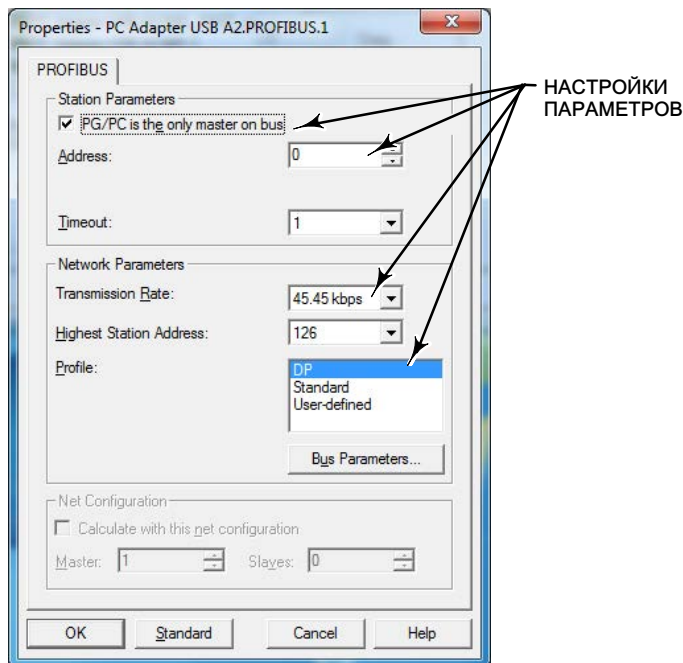 Properties - PC Adapter USB A2.PROFIBUS.1
PROFIBUS
Station Parameters
PG/PC is the only master on bus
Address:
0
Timeout:
1
Network Parameters
Transmission Rate:
45.45 kbps
Highest Station Address:
126
Profile:
DP
Standard
User-defined
Bus Parameters...
Net Configuration
Calculate with this net configuration
Master: 1 Slaves: 0
OK Standard Cancel Help
НАСТРОЙКИ
ПАРАМЕТРОВ